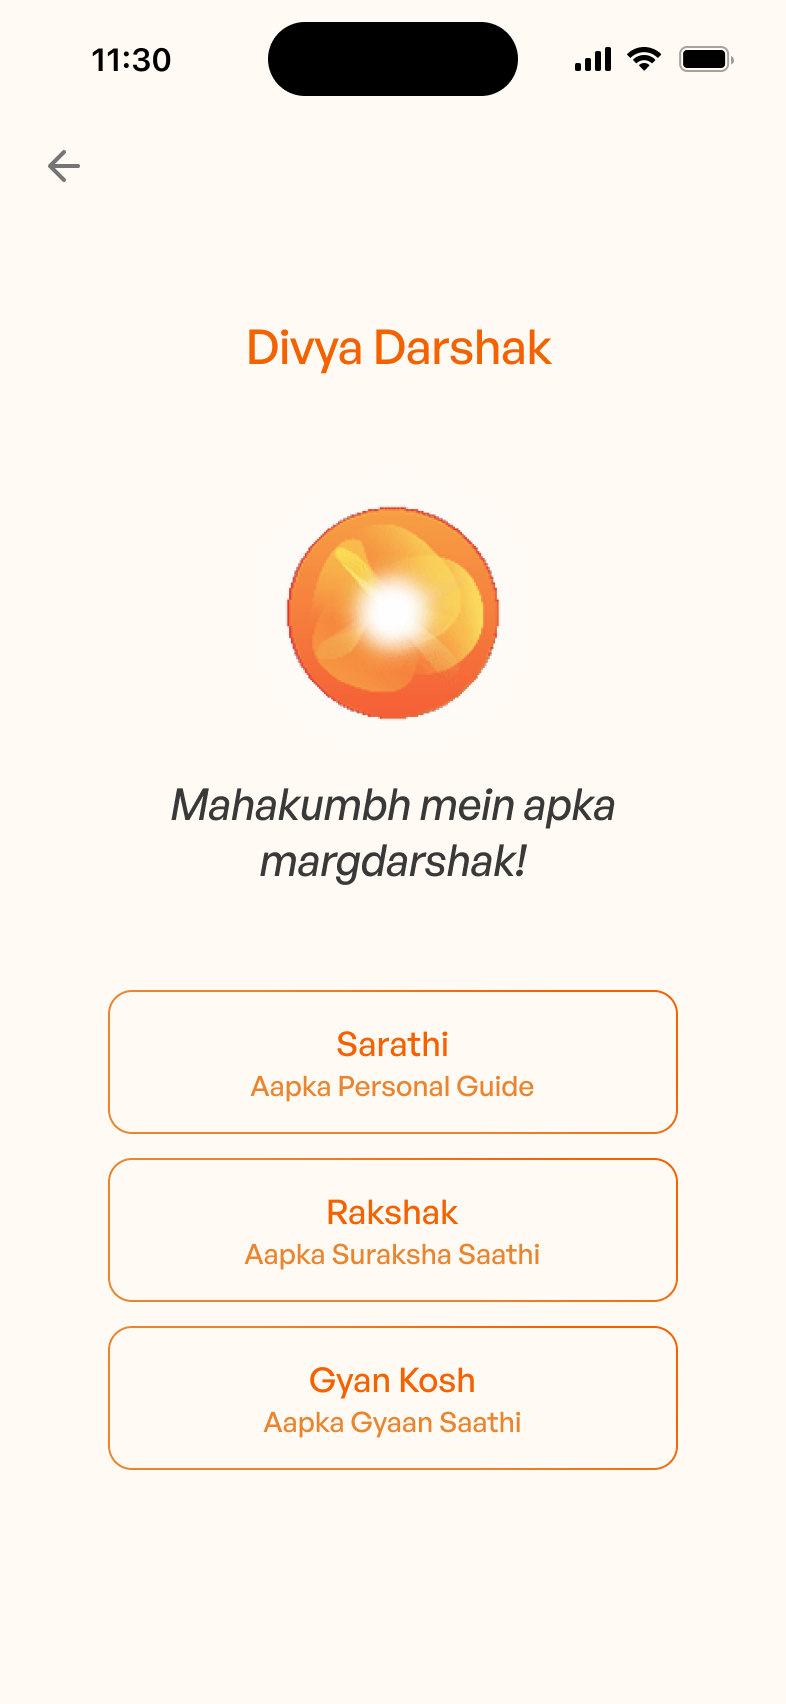 11:30
Divya Darshak
Mahakumbh mein apka
margdarshak!
Sarathi
Aapka Personal Guide
Rakshak
Aapka Suraksha Saathi
Gyan Kosh
Aapka Gyaan Saathi